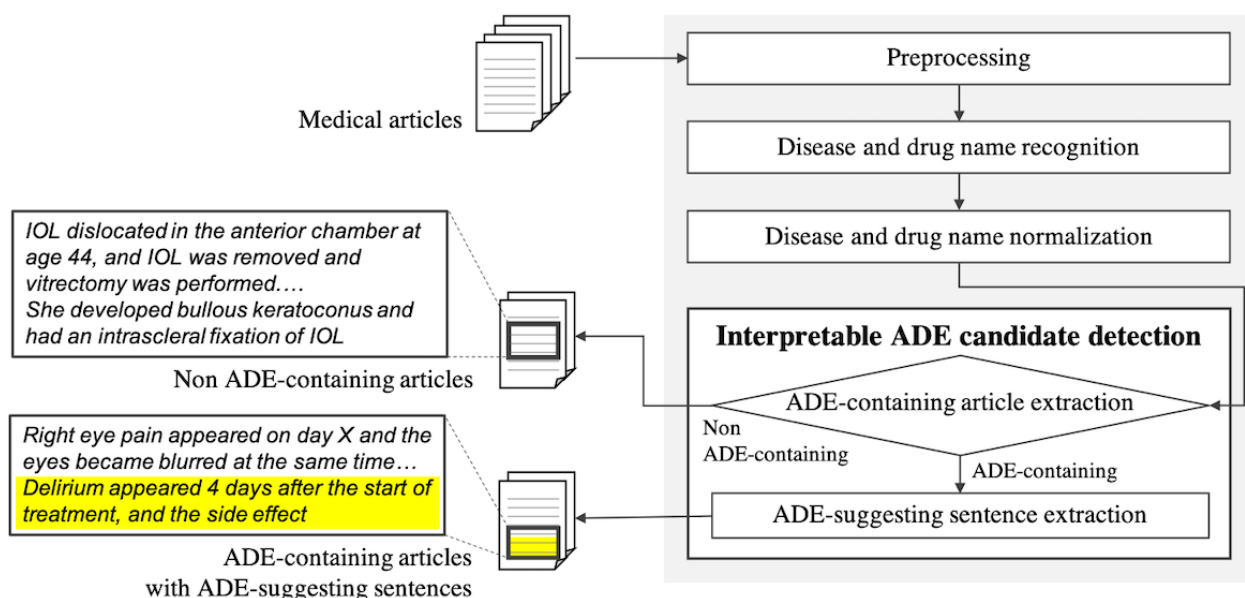 Medical articles
Preprocessing
Disease and drug name recognition
Disease and drug name normalization
IOL dislocated in the anterior chamber at
age 44, and IOL was removed and
vitrectomy was performed….
She developed bullous keratoconus and
had an intrascleral fixation of IOL
Non ADE-containing articles
Interpretable ADE candidate detection
ADE-containing article extraction
Non
ADE-containing
ADE-containing
ADE-suggesting sentence extraction
Right eye pain appeared on day X and the
eyes became blurred at the same time…
Delirium appeared 4 days after the start of
treatment, and the side effect
ADE-containing articles
with ADE-suggesting sentences